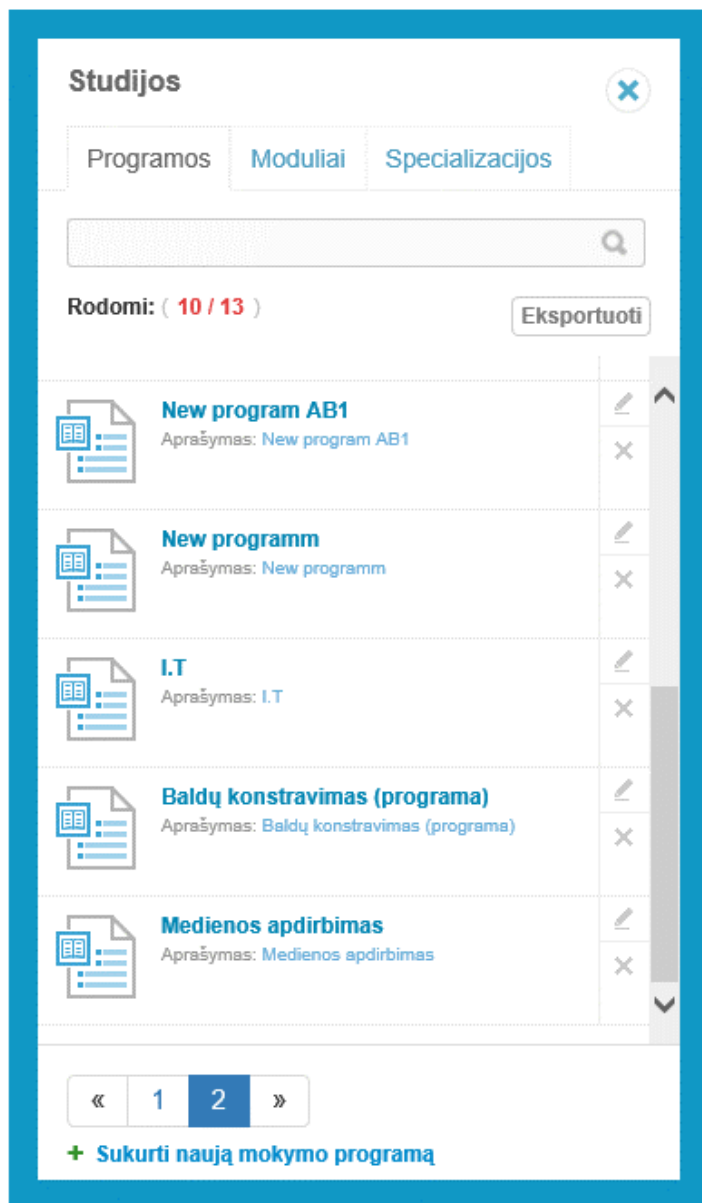 Studijos
Programos Moduliai Specializacijos
Rodomi: ( 10 / 13 ) Eksportuoti
New program AB1
Aprašymas: New program AB1
New programm
Aprašymas: New programm
I.T
Aprašymas: I.T
Baldų konstravimas (programa)
Aprašymas: Baldų konstravimas (programa)
Medienos apdirbimas
Aprašymas: Medienos apdirbimas
« 1 2 »
+ Sukurti naują mokymo programą